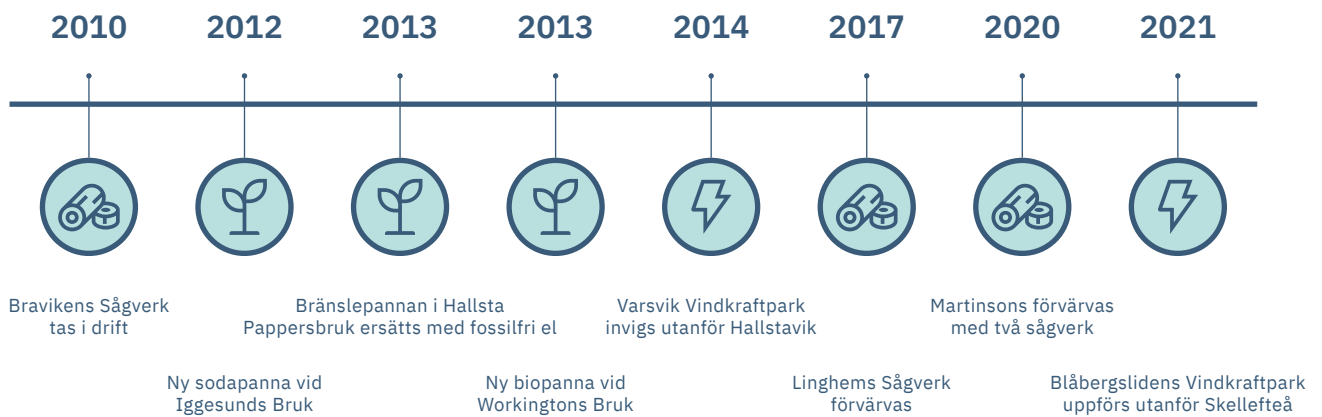 2010
2012
2013
2013
2014
2017
2020
2021
Bravikens Sågverk
tas i drift
Ny sodapanna vid
Iggesunds Bruk
Bränslepannan i Hallsta
Pappersbruk ersätts med fossilfri el
Ny biopanna vid
Workingtons Bruk
Varsvik Vindkraftpark
invigs utanför Hallstavik
Linghems Sågverk
förvärvas
Martinsons förvärvas
med två sågverk
Blåbergslidens Vindkraftpark
uppförs utanför Skellefteå